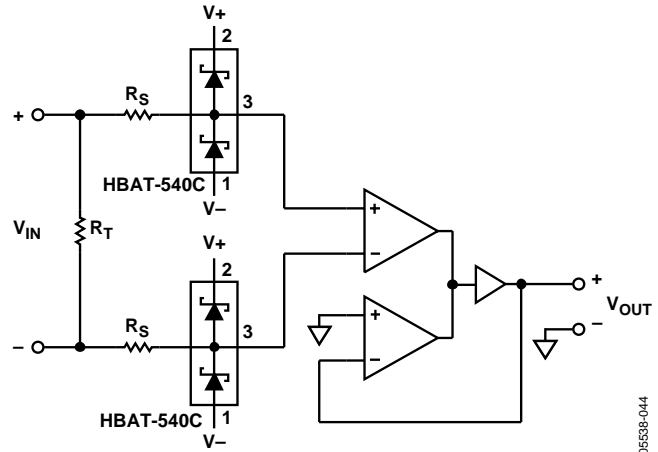 V+
2
RS
+
3
HBAT-540C
1
V–
VIN
RT
V+
2
RS
–
3
HBAT-540C
1
V–
+
–
+
–
+
VOUT
–
05538-044